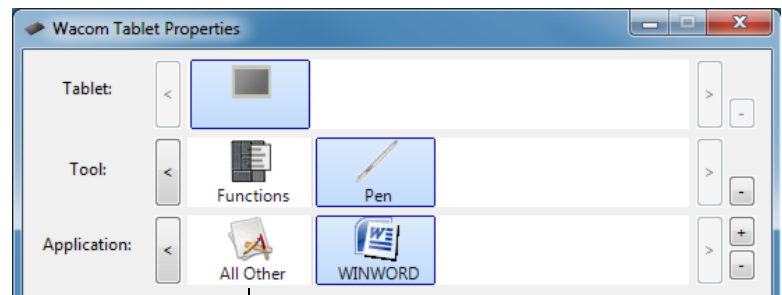 Wacom Tablet Properties
Tablet:
< > -
Tool:
< Functions Pen > -
Application:
< All Other WINWORD > + -